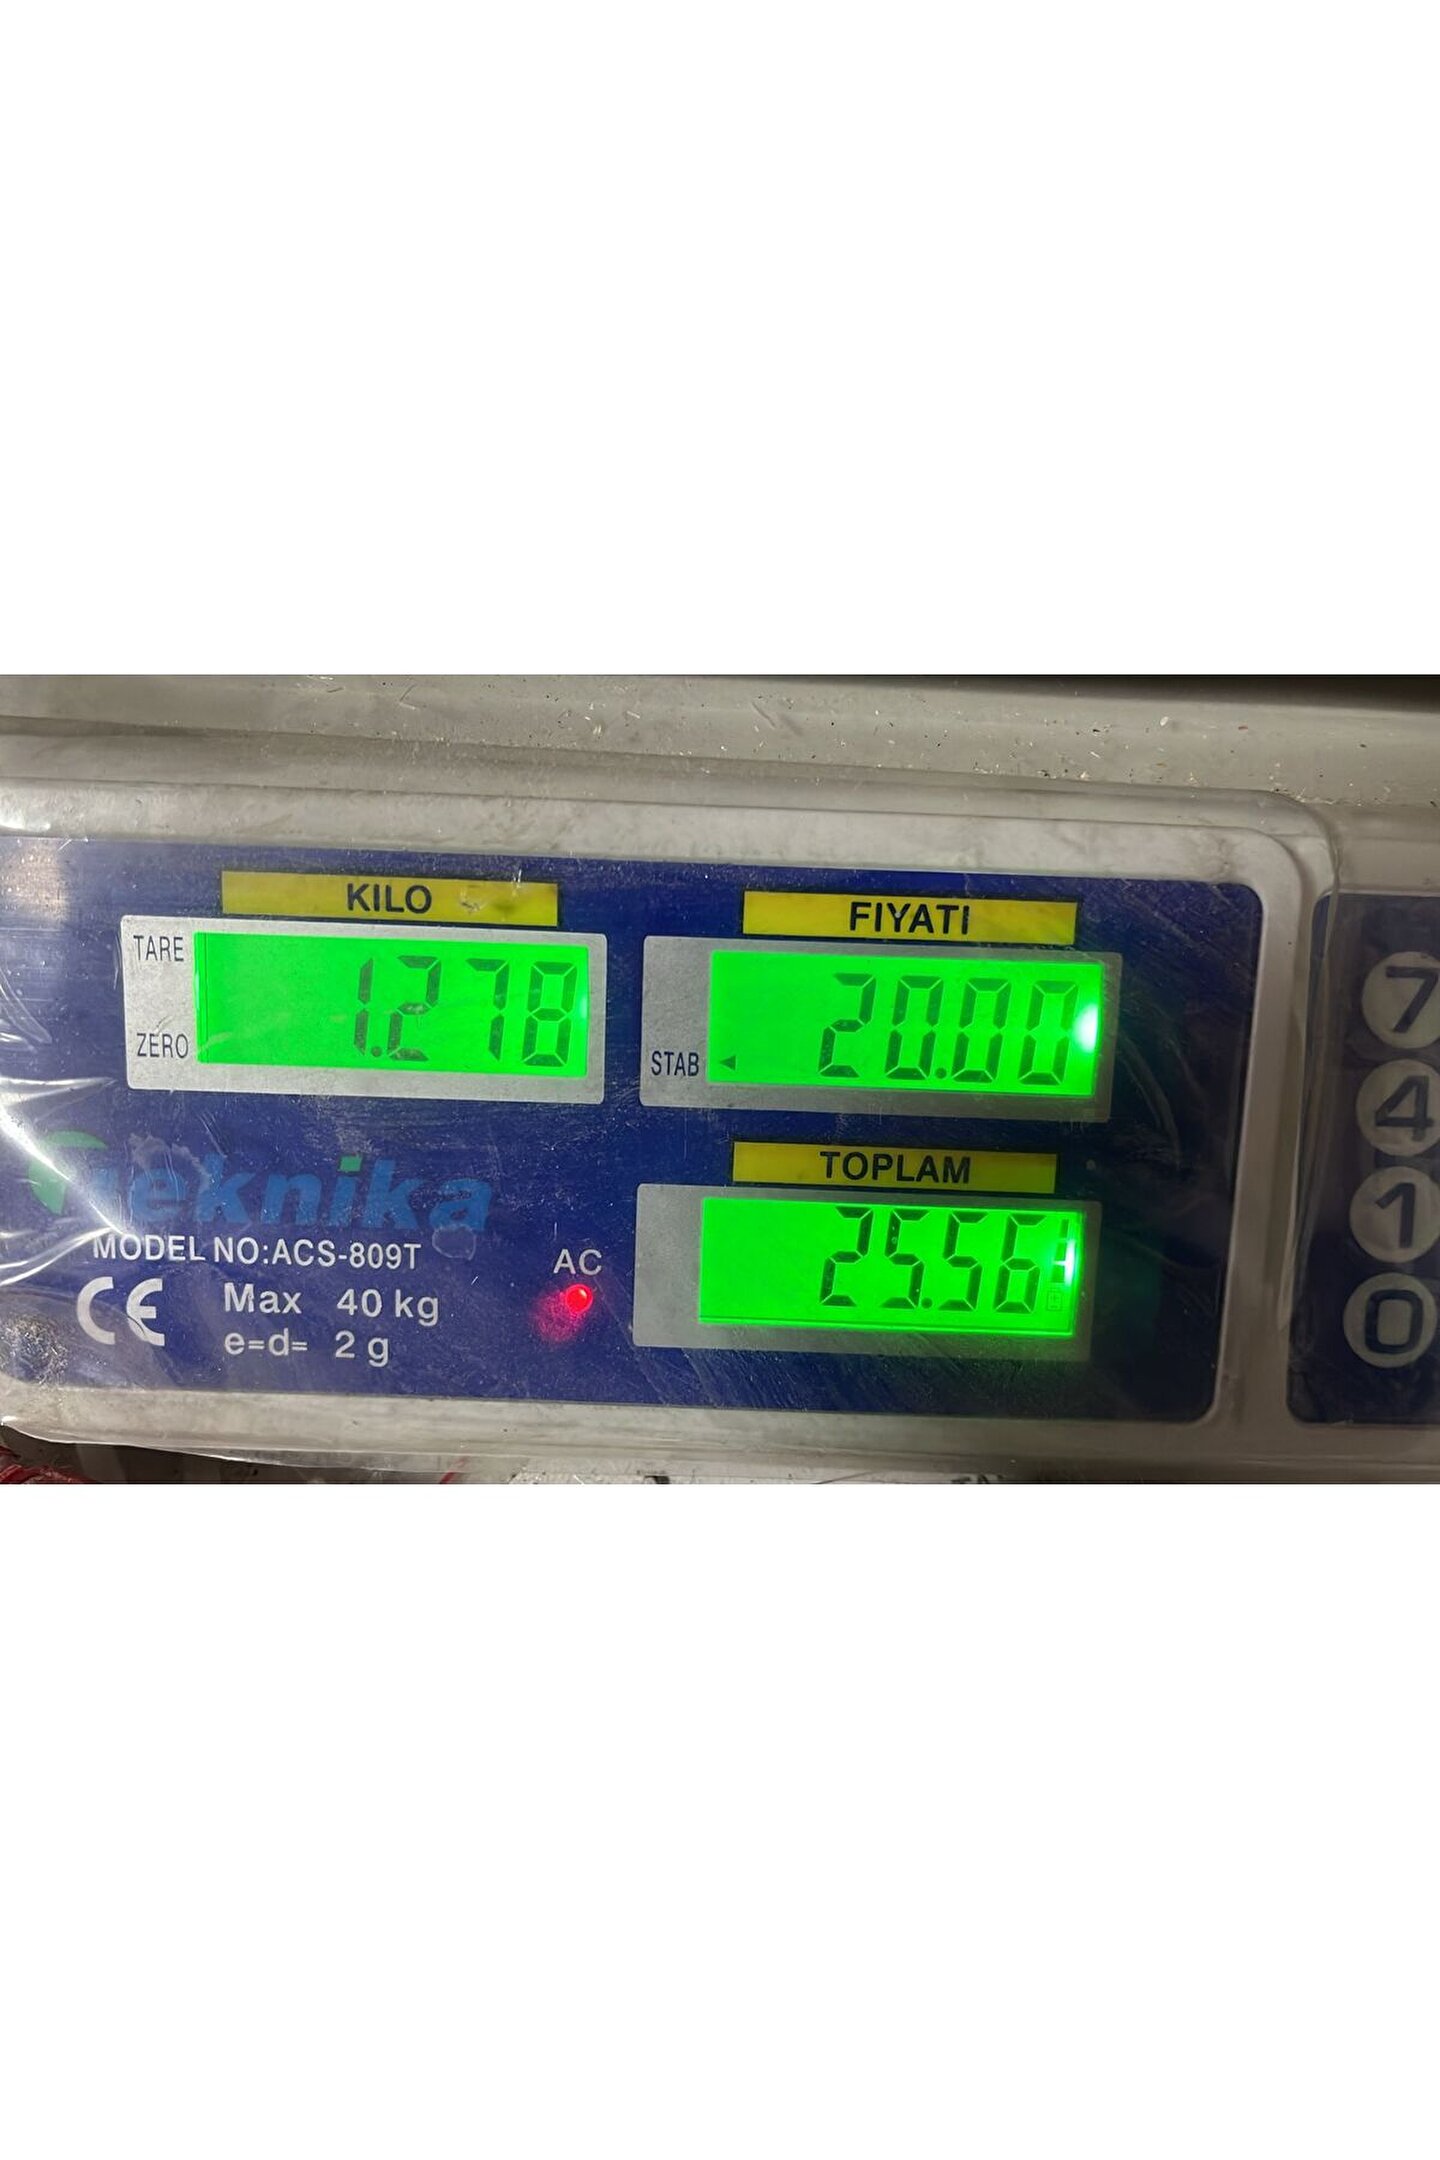 KILO
FIYATI
TARE
1.278
20.00
7
ZERO
STAB
4
TOPLAM
Teknika
25.56
1
MODEL NO:ACS-809T
AC
CE
Max 40 kg
0
e=d= 2 g